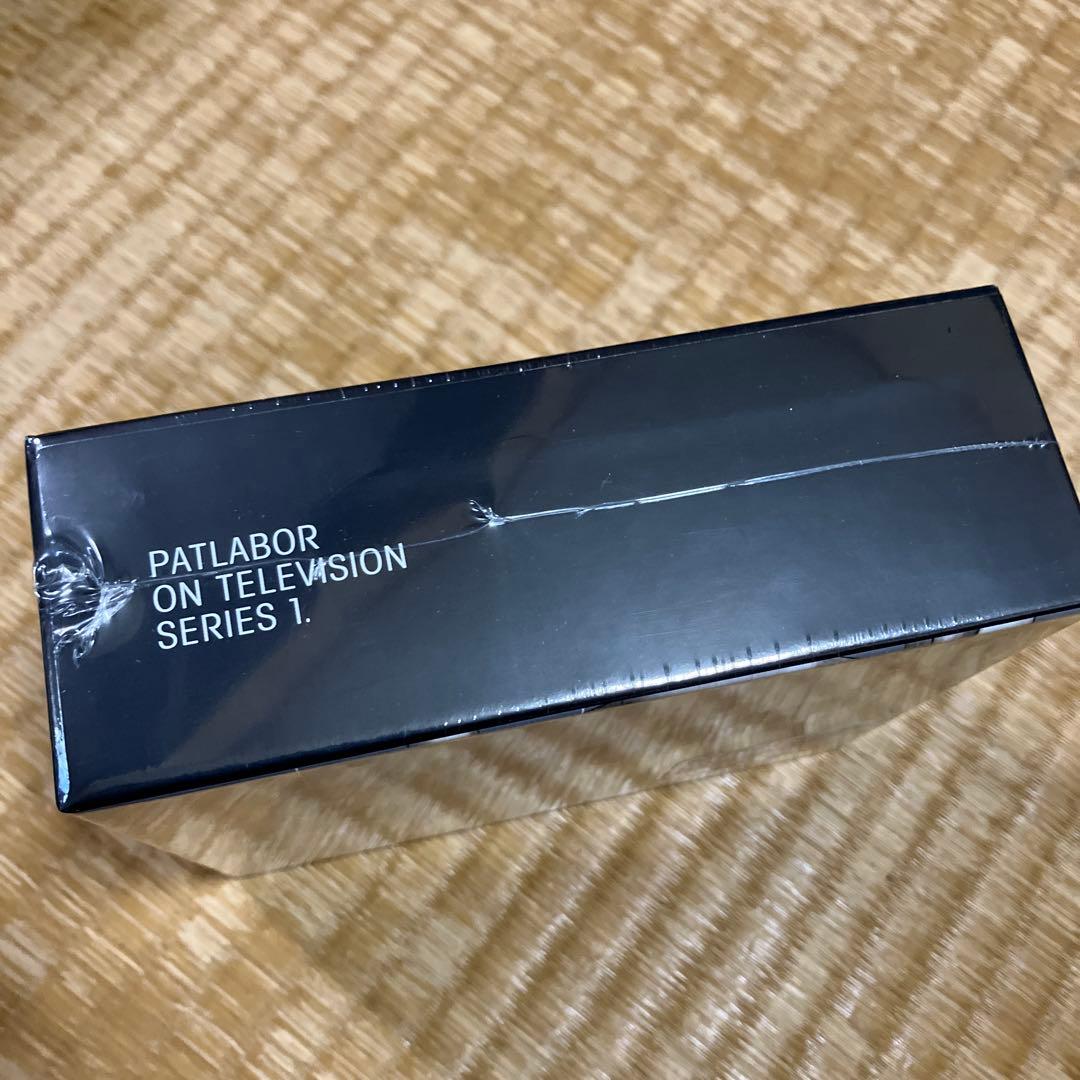 PATLABOR
ON TELEVISION
SERIES 1.